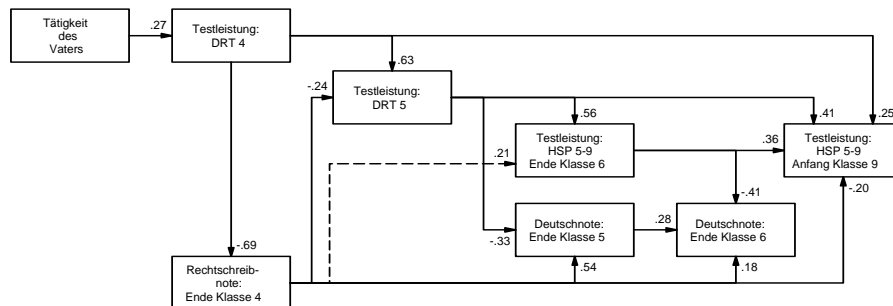 Tätigkeit
des
Vaters
.27
Testleistung:
DRT 4
.63
.25
-.24
Testleistung:
DRT 5
.56
.41
Testleistung:
HSP 5-9
Ende Klasse 6
.21
.36
Testleistung:
HSP 5-9
Anfang Klasse 9
-.20
-.41
-.33
Deutschnote:
Ende Klasse 5
.28
Deutschnote:
Ende Klasse 6
-.69
.54
.18
Rechtschreib-
note:
Ende Klasse 4